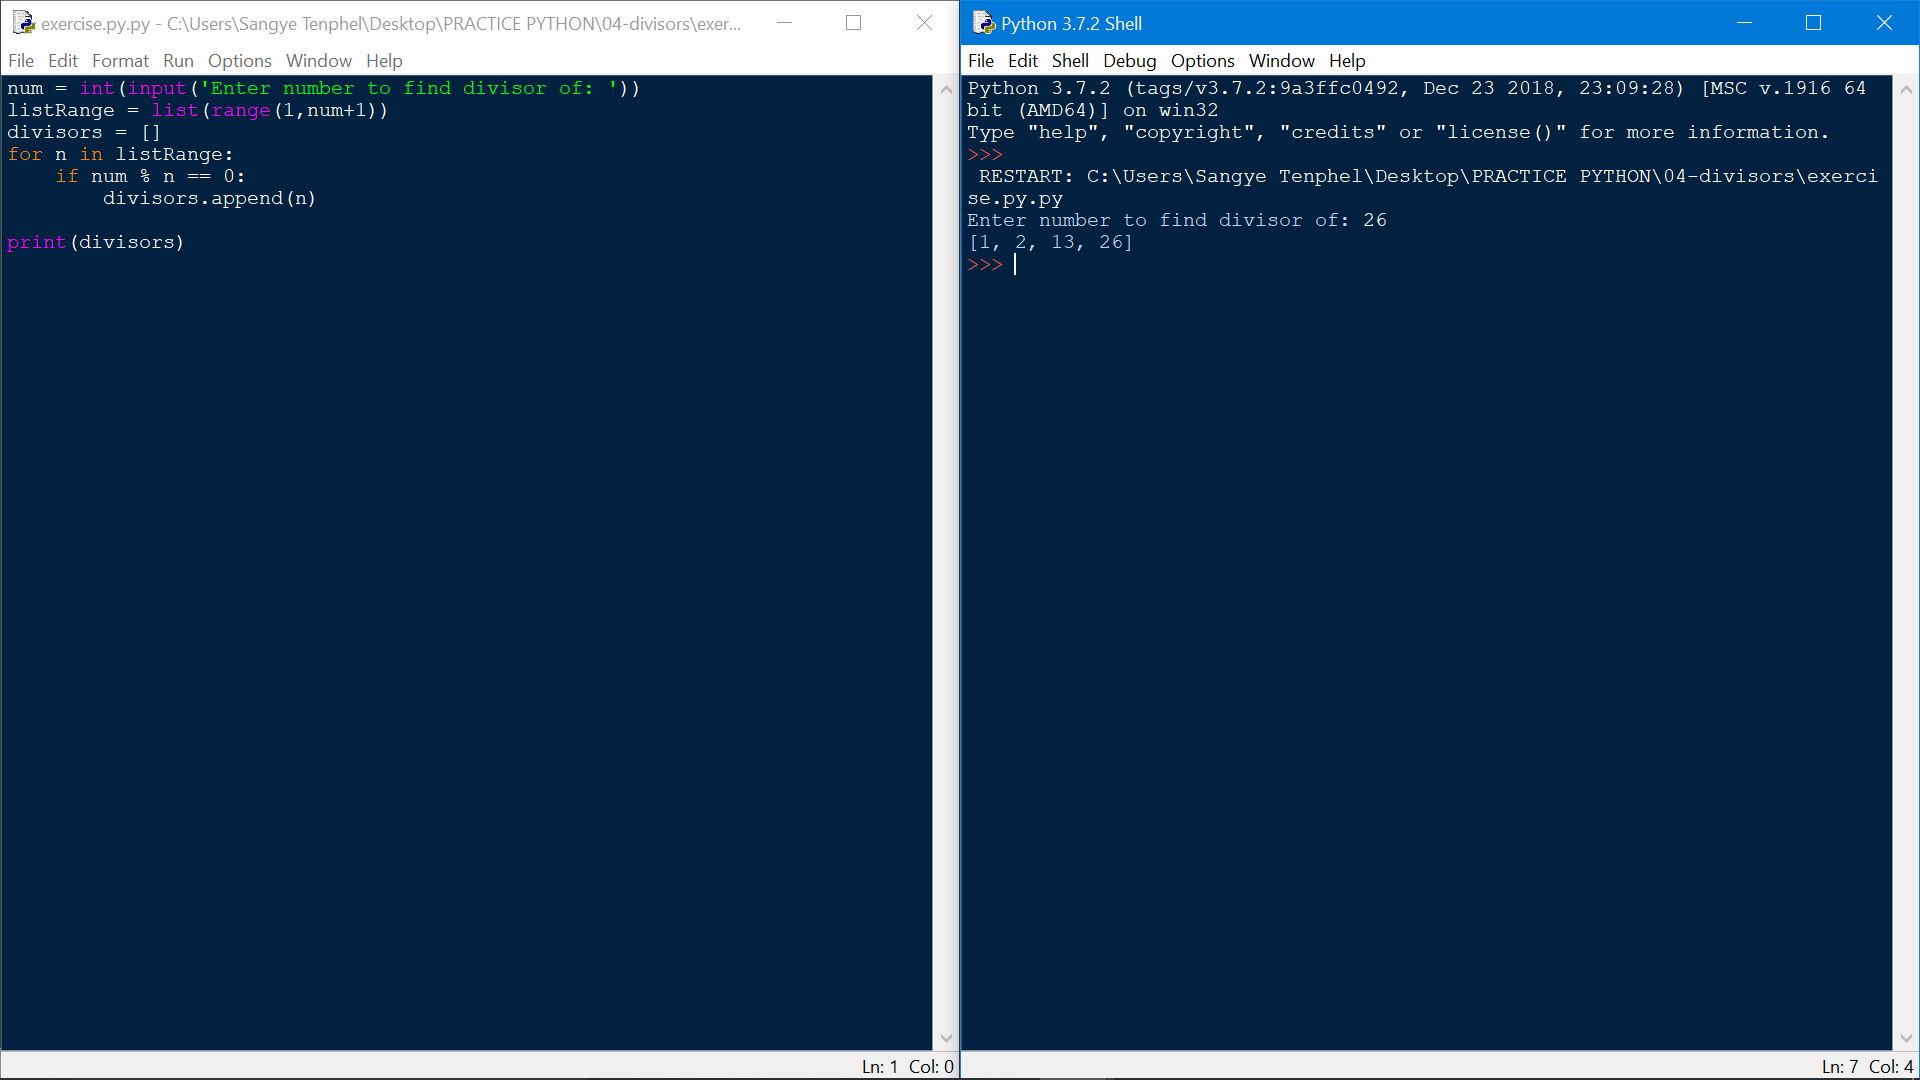 exercise.py.py - C:\Users\Sangye Tenphel\Desktop\PRACTICE PYTHON\04-divisors\exer...
File Edit Format Run Options Window Help
num = int(input('Enter number to find divisor of: '))
listRange = list(range(1,num+1))
divisors = []
for n in listRange:
    if num % n == 0:
        divisors.append(n)

print(divisors)
Ln: 1 Col: 0
Python 3.7.2 Shell
File Edit Shell Debug Options Window Help
Python 3.7.2 (tags/v3.7.2:9a3ffc0492, Dec 23 2018, 23:09:28) [MSC v.1916 64
bit (AMD64)] on win32
Type "help", "copyright", "credits" or "license()" for more information.
>>>
 RESTART: C:\Users\Sangye Tenphel\Desktop\PRACTICE PYTHON\04-divisors\exerci
se.py.py
Enter number to find divisor of: 26
[1, 2, 13, 26]
>>>
Ln: 7 Col: 4